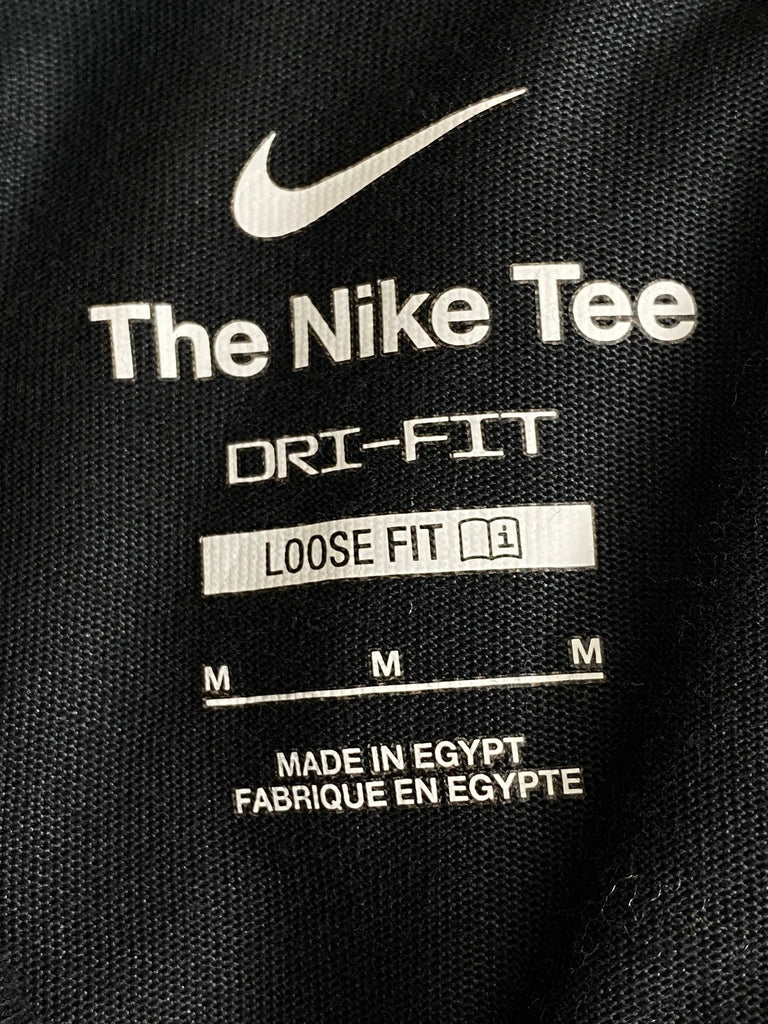 The Nike Tee
DRI-FIT
LOOSE FIT
M M M
MADE IN EGYPT
FABRIQUE EN EGYPTE